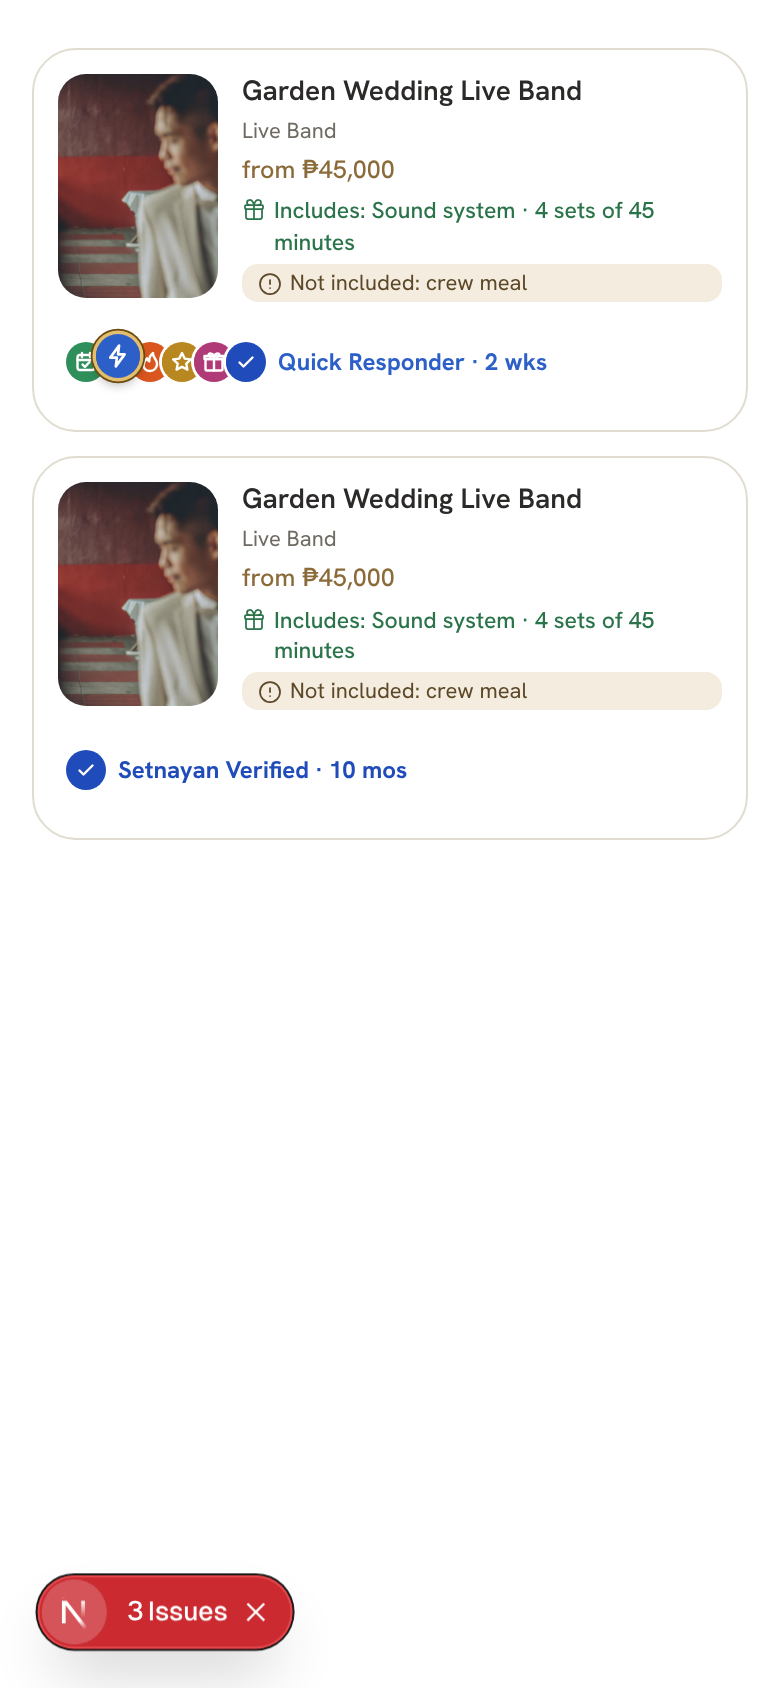 Garden Wedding Live Band
Live Band
from ₱45,000
Includes: Sound system · 4 sets of 45
minutes
Not included: crew meal
Quick Responder · 2 wks
Garden Wedding Live Band
Live Band
from ₱45,000
Includes: Sound system · 4 sets of 45
minutes
Not included: crew meal
Setnayan Verified · 10 mos
N 3 Issues